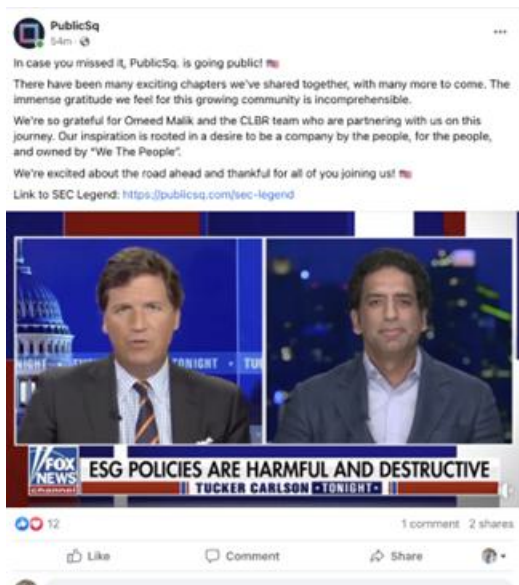 PublicSq
54m
In case you missed it, PublicSq. is going public!
There have been many exciting chapters we've shared together, with many more to come. The
immense gratitude we feel for this growing community is incomprehensible.
We're so grateful for Omeed Malik and the CLBR team who are partnering with us on this
journey. Our inspiration is rooted in a desire to be a company by the people, for the people,
and owned by "We The People".
We're excited about the road ahead and thankful for all of you joining us!
Link to SEC Legend: https://publicsq.com/sec-legend
TONIGHT
FOX
NEWS
channel
ESG POLICIES ARE HARMFUL AND DESTRUCTIVE
TUCKER CARLSON TONIGHT
12
1 comment 2 shares
Like Comment Share